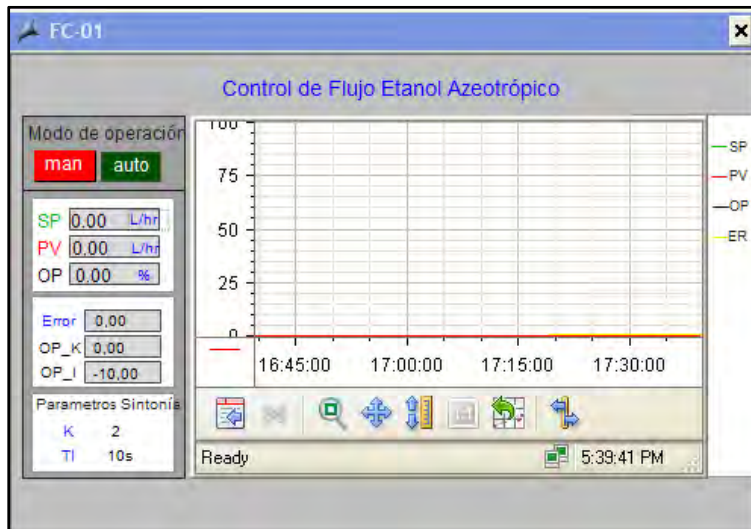 FC-01
Control de Flujo Etanol Azeotrópico
Modo de operación
man auto
SP 0.00 L/hr
PV 0,00 L/hr
OP 0,00 %
Error 0,00
OP_K 0,00
OP_I -10,00
Parametros Sintonía
K 2
TI 10s
100
75
50
25
0
16:45:00 17:00:00 17:15:00 17:30:00
SP
PV
OP
ER
Ready 5:39:41 PM